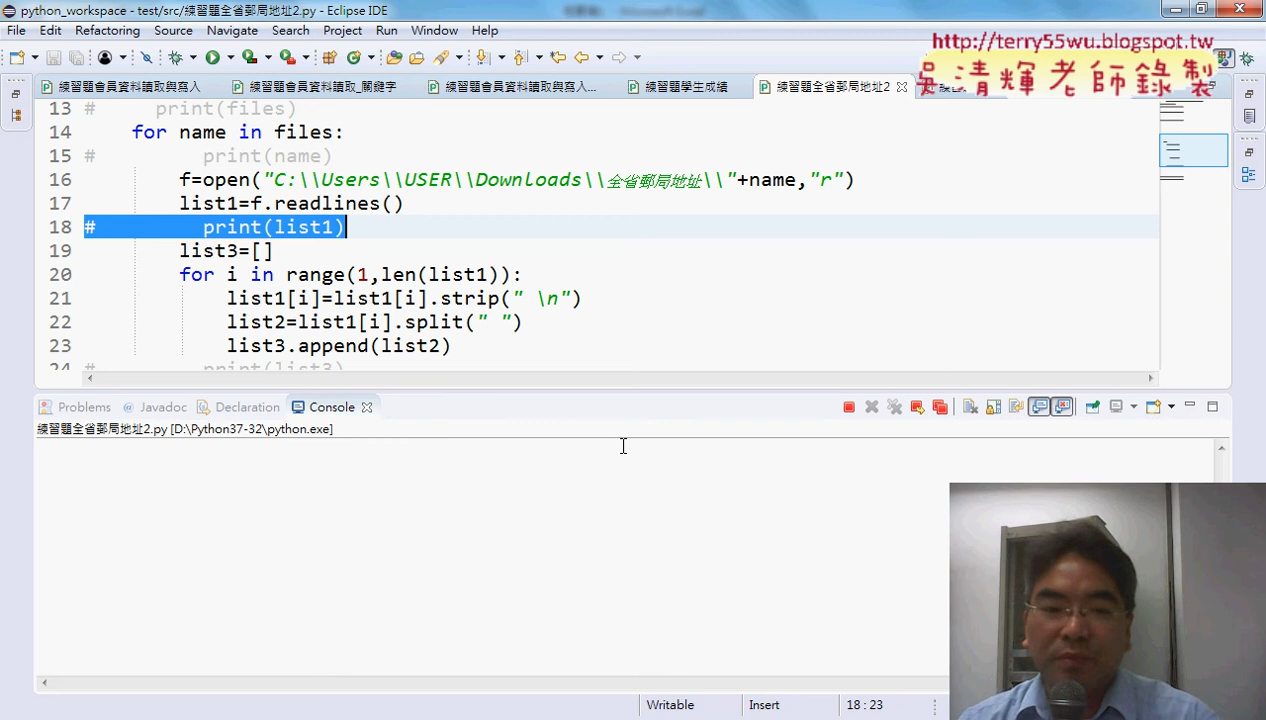 python_workspace - test/src/練習題全省郵局地址2.py - Eclipse IDE
File Edit Refactoring Source Navigate Search Project Run Window Help
http://terry55wu.blogspot.tw
吳清輝老師錄製
練習題會員資料讀取與寫入 練習題會員資料讀取_關鍵字 練習題會員資料讀取與寫入... 練習題學生成績 練習題全省郵局地址2
13 # print(files)
14 for name in files:
15 # print(name)
16 f=open("C:\\Users\\USER\\Downloads\\全省郵局地址\\"+name,"r")
17 list1=f.readlines()
18 # print(list1)
19 list3=[]
20 for i in range(1,len(list1)):
21 list1[i]=list1[i].strip(" \n")
22 list2=list1[i].split(" ")
23 list3.append(list2)
24 # print(list3)
Problems Javadoc Declaration Console
練習題全省郵局地址2.py [D:\Python37-32\python.exe]
Writable Insert 18 : 23